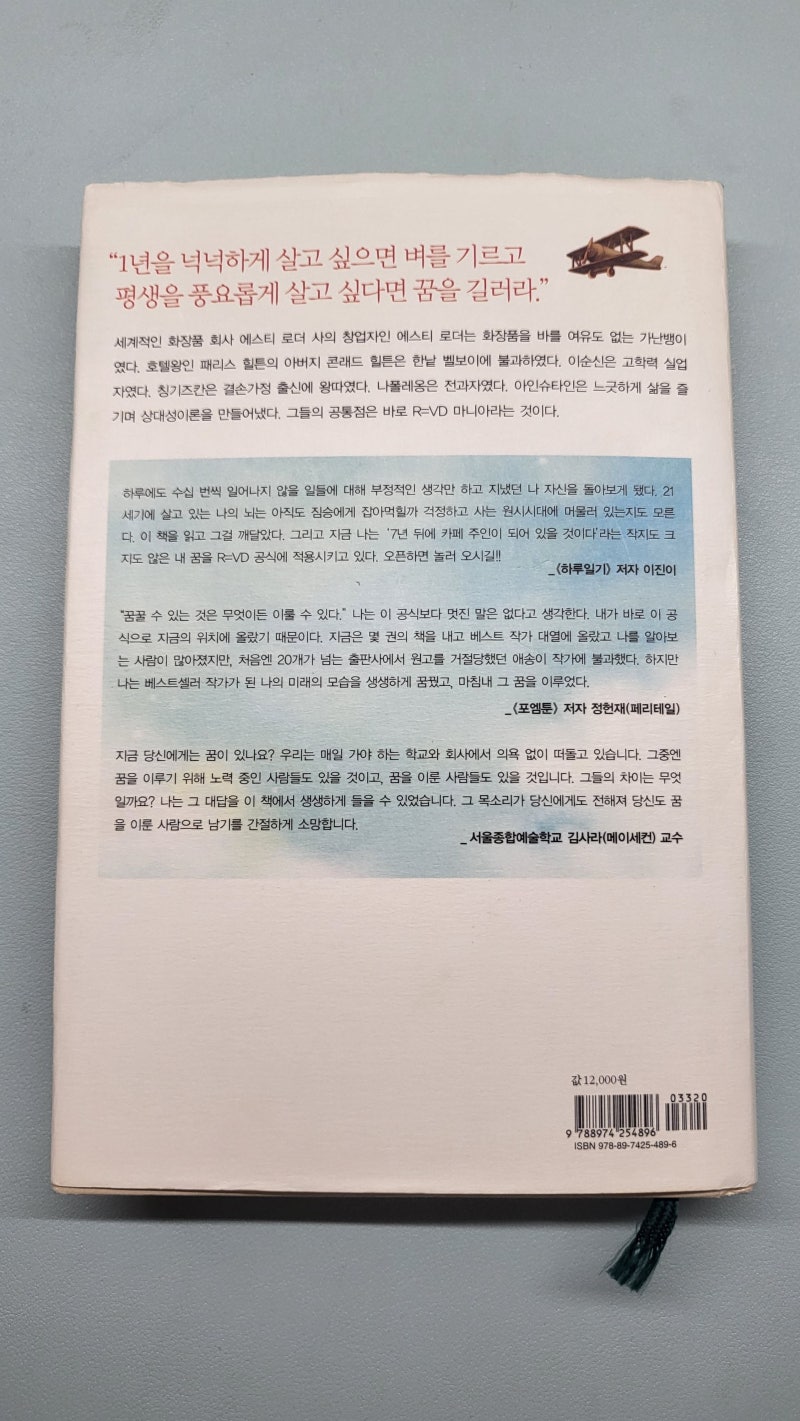 “1년을 넉넉하게 살고 싶으면 벼를 기르고
평생을 풍요롭게 살고 싶다면 꿈을 길러라.”
세계적인 화장품 회사 에스티 로더 사의 창업자인 에스티 로더는 화장품을 바를 여유도 없는 가난뱅이
였다. 호텔왕인 패리스 힐튼의 아버지 콘래드 힐튼은 한낱 벨보이에 불과하였다. 이순신은 고학력 실업
자였다. 칭기즈칸은 결손가정 출신에 왕따였다. 나폴레옹은 전과자였다. 아인슈타인은 느긋하게 삶을 즐
기며 상대성이론을 만들어냈다. 그들의 공통점은 바로 R=VD 마니아라는 것이다.
하루에도 수십 번씩 일어나지 않을 일들에 대해 부정적인 생각만 하고 지냈던 나 자신을 돌아보게 됐다. 21
세기에 살고 있는 나의 뇌는 아직도 짐승에게 잡아먹힐까 걱정하고 사는 원시시대에 머물러 있는지도 모른
다. 이 책을 읽고 그걸 깨달았다. 그리고 지금 나는 ‘7년 뒤에 카페 주인이 되어 있을 것이다’라는 작지도 크
지도 않은 내 꿈을 R=VD 공식에 적용시키고 있다. 오픈하면 놀러 오시길!!
_《하루일기》 저자 이진이
“꿈꿀 수 있는 것은 무엇이든 이룰 수 있다.” 나는 이 공식보다 멋진 말은 없다고 생각한다. 내가 바로 이 공
식으로 지금의 위치에 올랐기 때문이다. 지금은 몇 권의 책을 내고 베스트 작가 대열에 올랐고 나를 알아보
는 사람이 많아졌지만, 처음엔 20개가 넘는 출판사에서 원고를 거절당했던 애송이 작가에 불과했다. 하지만
나는 베스트셀러 작가가 된 나의 미래의 모습을 생생하게 꿈꿨고, 마침내 그 꿈을 이루었다.
_《포엠툰》 저자 정헌재(페리테일)
지금 당신에게는 꿈이 있나요? 우리는 매일 가야 하는 학교와 회사에서 의욕 없이 떠돌고 있습니다. 그중엔
꿈을 이루기 위해 노력 중인 사람들도 있을 것이고, 꿈을 이룬 사람들도 있을 것입니다. 그들의 차이는 무엇
일까요? 나는 그 대답을 이 책에서 생생하게 들을 수 있었습니다. 그 목소리가 당신에게도 전해져 당신도 꿈
을 이룬 사람으로 남기를 간절하게 소망합니다.
_ 서울종합예술학교 김사라(메이세컨) 교수
값 12,000원
03320
9 788974 254896
ISBN 978-89-7425-489-6